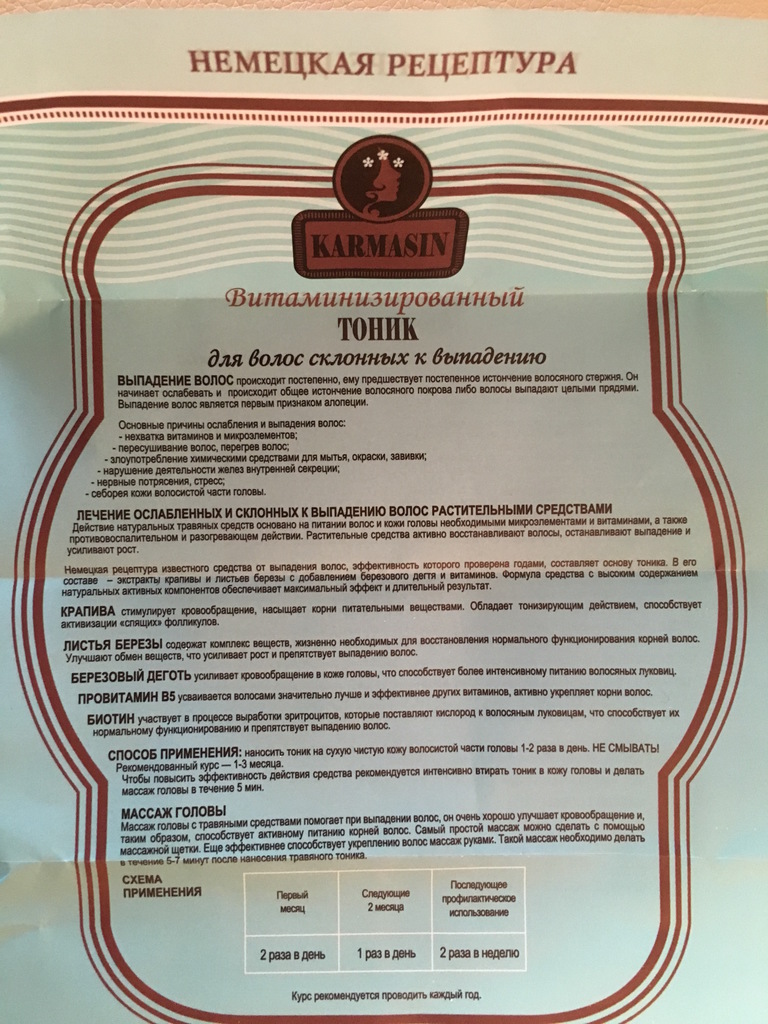 НЕМЕЦКАЯ РЕЦЕПТУРА
KARMASIN
Витаминизированный
ТОНИК
для волос склонных к выпадению
ВЫПАДЕНИЕ ВОЛОС происходит постепенно, ему предшествует постепенное истончение волосяного стержня. Он
начинает ослабевать и происходит общее истончение волосяного покрова либо волосы выпадают целыми прядями.
Выпадение волос является первым признаком алопеции.
Основные причины ослабления и выпадения волос:
- нехватка витаминов и микроэлементов;
- пересушивание волос, перегрев волос;
- злоупотребление химическими средствами для мытья, окраски, завивки;
- нарушение деятельности желез внутренней секреции;
- нервные потрясения, стресс;
- себорея кожи волосистой части головы.
ЛЕЧЕНИЕ ОСЛАБЛЕННЫХ И СКЛОННЫХ К ВЫПАДЕНИЮ ВОЛОС РАСТИТЕЛЬНЫМИ СРЕДСТВАМИ
Действие натуральных травяных средств основано на питании волос и кожи головы необходимыми микроэлементами и витаминами, а также
противовоспалительном и разогревающем действии. Растительные средства активно восстанавливают волосы, останавливают выпадение и
усиливают рост.
Немецкая рецептура известного средства от выпадения волос, эффективность которого проверена годами, составляет основу тоника. В его
составе – экстракты крапивы и листьев березы с добавлением березового дегтя и витаминов. Формула средства с высоким содержанием
натуральных активных компонентов обеспечивает максимальный эффект и длительный результат.
КРАПИВА стимулирует кровообращение, насыщает корни питательными веществами. Обладает тонизирующим действием, способствует
активизации «спящих» фолликулов.
ЛИСТЬЯ БЕРЕЗЫ содержат комплекс веществ, жизненно необходимых для восстановления нормального функционирования корней волос.
Улучшают обмен веществ, что усиливает рост и препятствует выпадению волос.
БЕРЕЗОВЫЙ ДЕГОТЬ усиливает кровообращение в коже головы, что способствует более интенсивному питанию волосяных луковиц.
ПРОВИТАМИН В5 усваивается волосами значительно лучше и эффективнее других витаминов, активно укрепляет корни волос.
БИОТИН участвует в процессе выработки эритроцитов, которые поставляют кислород к волосяным луковицам, что способствует их
нормальному функционированию и препятствует выпадению волос.
СПОСОБ ПРИМЕНЕНИЯ: наносить тоник на сухую чистую кожу волосистой части головы 1-2 раза в день. НЕ СМЫВАТЬ!
Рекомендованный курс — 1-3 месяца.
Чтобы повысить эффективность действия средства рекомендуется интенсивно втирать тоник в кожу головы и делать
массаж головы в течение 5 мин.
МАССАЖ ГОЛОВЫ
Массаж головы с травяными средствами помогает при выпадении волос, он очень хорошо улучшает кровообращение и,
таким образом, способствует активному питанию корней волос. Самый простой массаж можно сделать с помощью
массажной щетки. Еще эффективнее способствует укреплению волос массаж руками. Такой массаж необходимо делать
в течение 5-7 минут после нанесения травяного тоника.
СХЕМА
ПРИМЕНЕНИЯ
Первый
месяц
Следующие
2 месяца
Последующее
профилактическое
использование
2 раза в день
1 раз в день
2 раза в неделю
Курс рекомендуется проводить каждый год.